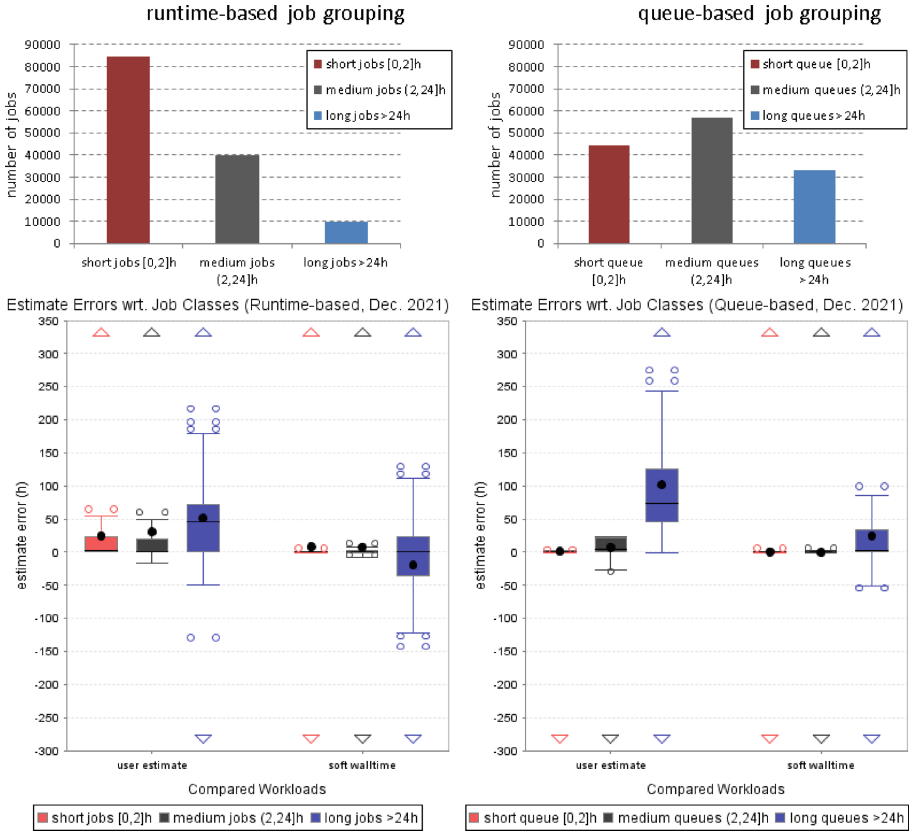 runtime-based job grouping
number of jobs
90000
80000
70000
60000
50000
40000
30000
20000
10000
0
short jobs [0,2]h
medium jobs (2,24]h
long jobs >24h
short jobs [0,2]h
medium jobs
(2,24]h
long jobs >24h
queue-based job grouping
number of jobs
90000
80000
70000
60000
50000
40000
30000
20000
10000
0
short queue [0,2]h
medium queues (2,24]h
long queues >24h
short queue
[0,2]h
medium queues
(2,24]h
long queues
>24h
Estimate Errors wrt. Job Classes (Runtime-based, Dec. 2021)
estimate error (h)
350
300
250
200
150
100
50
0
-50
-100
-150
-200
-250
-300
user estimate
soft walltime
Compared Workloads
short jobs [0,2]h
medium jobs (2,24]h
long jobs >24h
Estimate Errors wrt. Job Classes (Queue-based, Dec. 2021)
estimate error (h)
350
300
250
200
150
100
50
0
-50
-100
-150
-200
-250
-300
user estimate
soft walltime
Compared Workloads
short queue [0,2]h
medium queues (2,24]h
long queues >24h